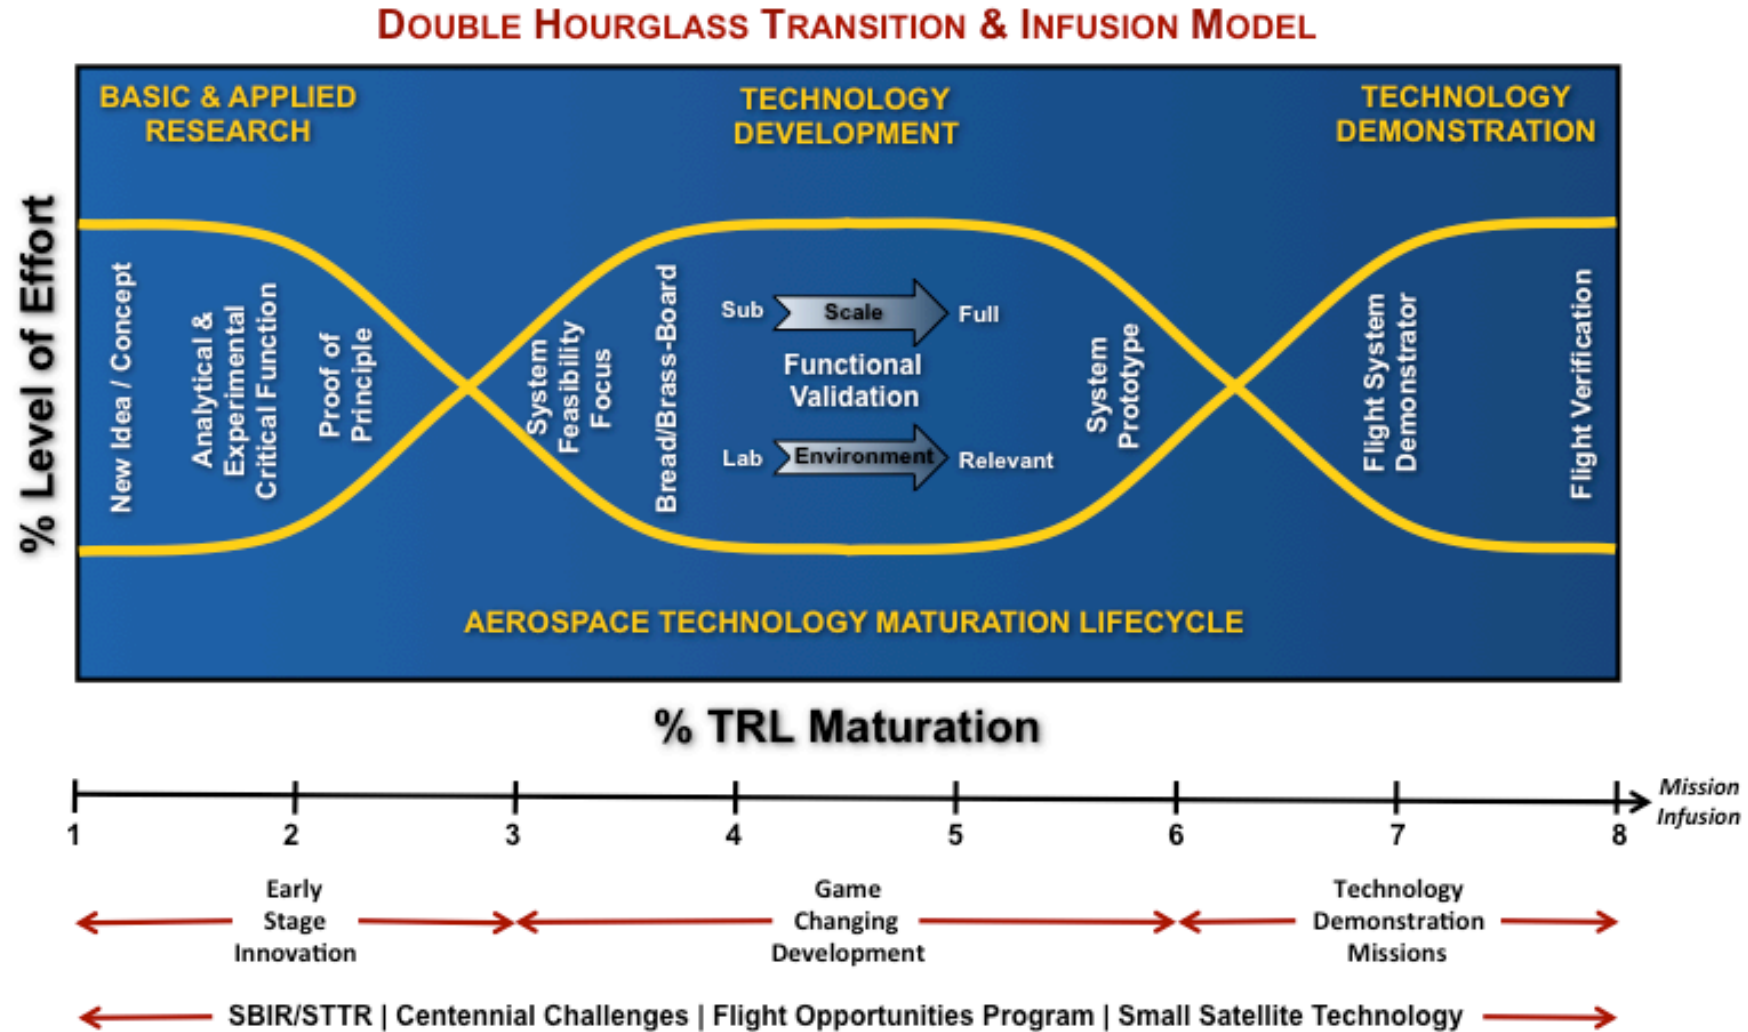 DOUBLE HOURGLASS TRANSITION & INFUSION MODEL
BASIC & APPLIED
RESEARCH
TECHNOLOGY
DEVELOPMENT
TECHNOLOGY
DEMONSTRATION
% Level of Effort
New Idea / Concept
Analytical &
Experimental
Critical Function
Proof of
Principle
System
Feasibility
Focus
Bread/Brass-Board
Sub
Scale
Full
Functional
Validation
Lab
Environment
Relevant
System
Prototype
Flight System
Demonstrator
Flight Verification
AEROSPACE TECHNOLOGY MATURATION LIFECYCLE
% TRL Maturation
1 2 3 4 5 6 7 8
Mission
Infusion
Early
Stage
Innovation
Game
Changing
Development
Technology
Demonstration
Missions
SBIR/STTR | Centennial Challenges | Flight Opportunities Program | Small Satellite Technology